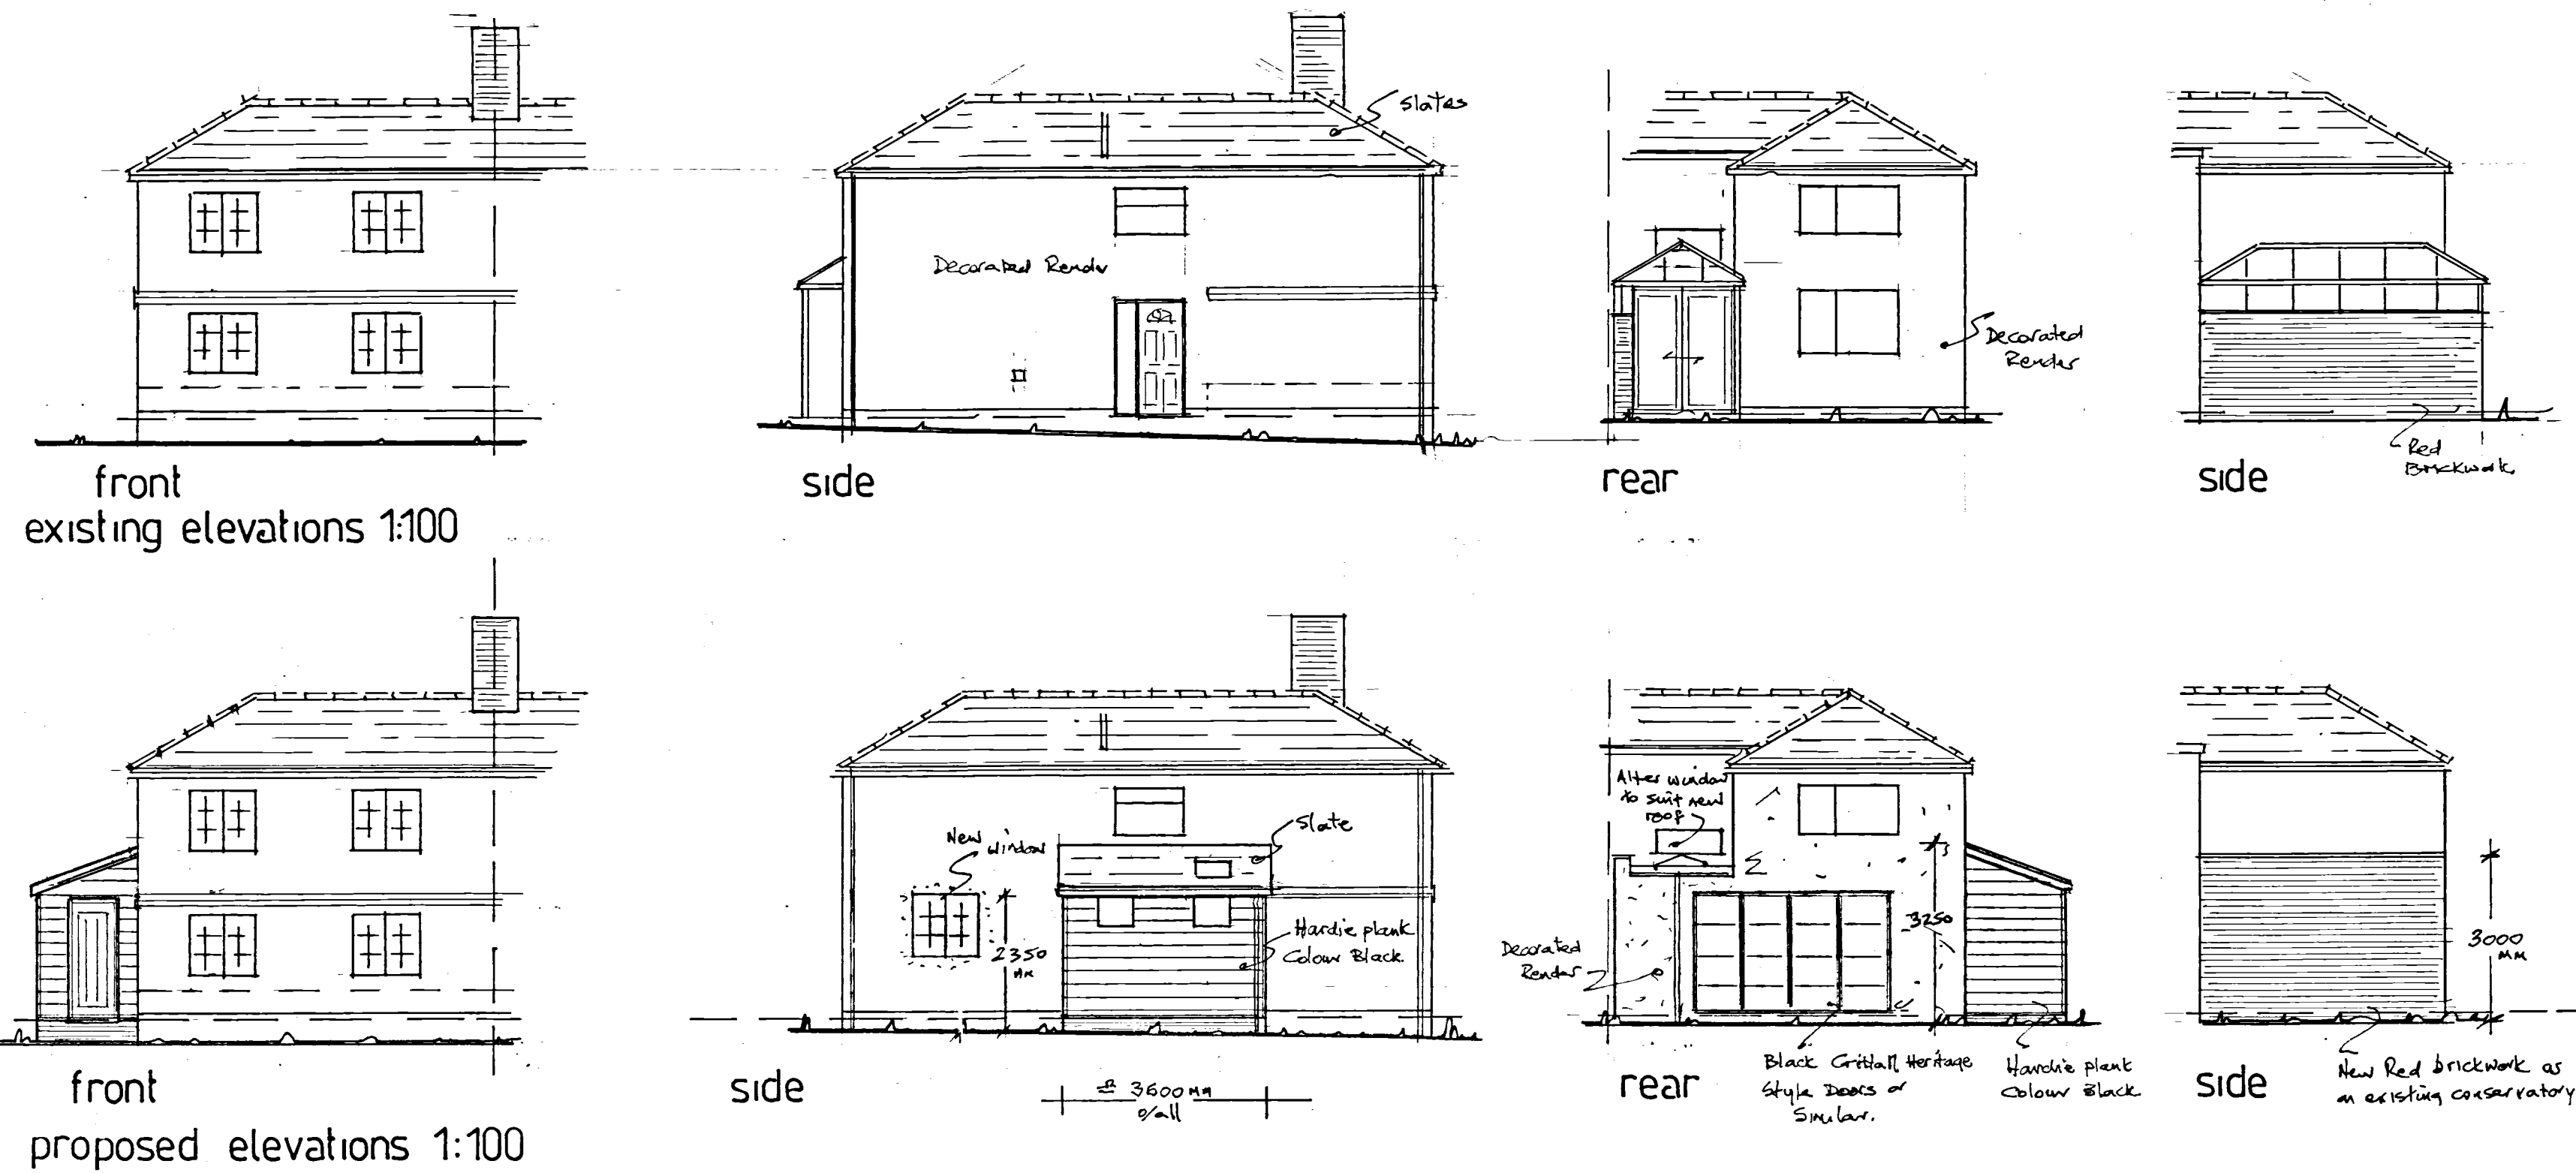 Slates
Decorated Render
Decorated
Render
Red
Brickwork
front
side
rear
side
existing elevations 1:100
Alter window
to suit new
roof
New
window
Slate
Hardie plank
Colour Black.
2350
MM
Decorated
Render
3250
3000
MM
front
side
rear
side
± 3600 MM
o/all
Black Crittall Heritage
Style Doors or
Similar.
Hardie plank
Colour Black
New Red brickwork as
on existing conservatory
proposed elevations 1:100